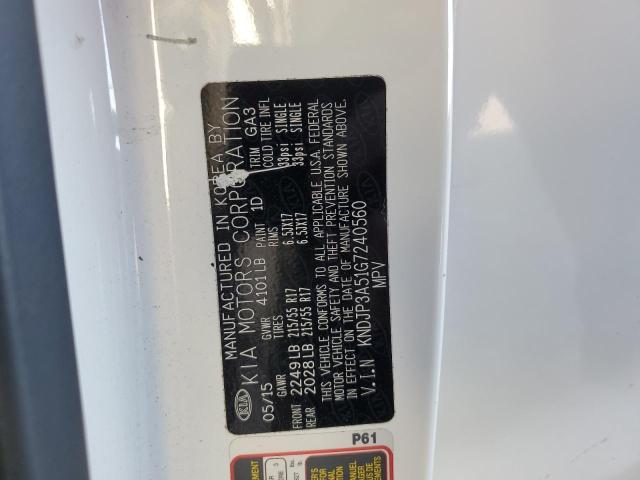 MANUFACTURED IN KOREA BY
KIA KIA MOTORS CORPORATION
05/15 GVWR 4101LB PAINT 1D TRIM GA3
GAWR TIRES RIMS COLD TIRE INFL
FRONT 2249LB 215/55 R17 6.5JX17 33psi SINGLE
REAR 2028LB 215/55 R17 6.5JX17 33psi SINGLE
THIS VEHICLE CONFORMS TO ALL APPLICABLE U.S.A. FEDERAL
MOTOR VEHICLE SAFETY AND THEFT PREVENTION STANDARDS
IN EFFECT ON THE DATE OF MANUFACTURE SHOWN ABOVE.
V.I.N KNDJP3A51G7240560
MPV
P61